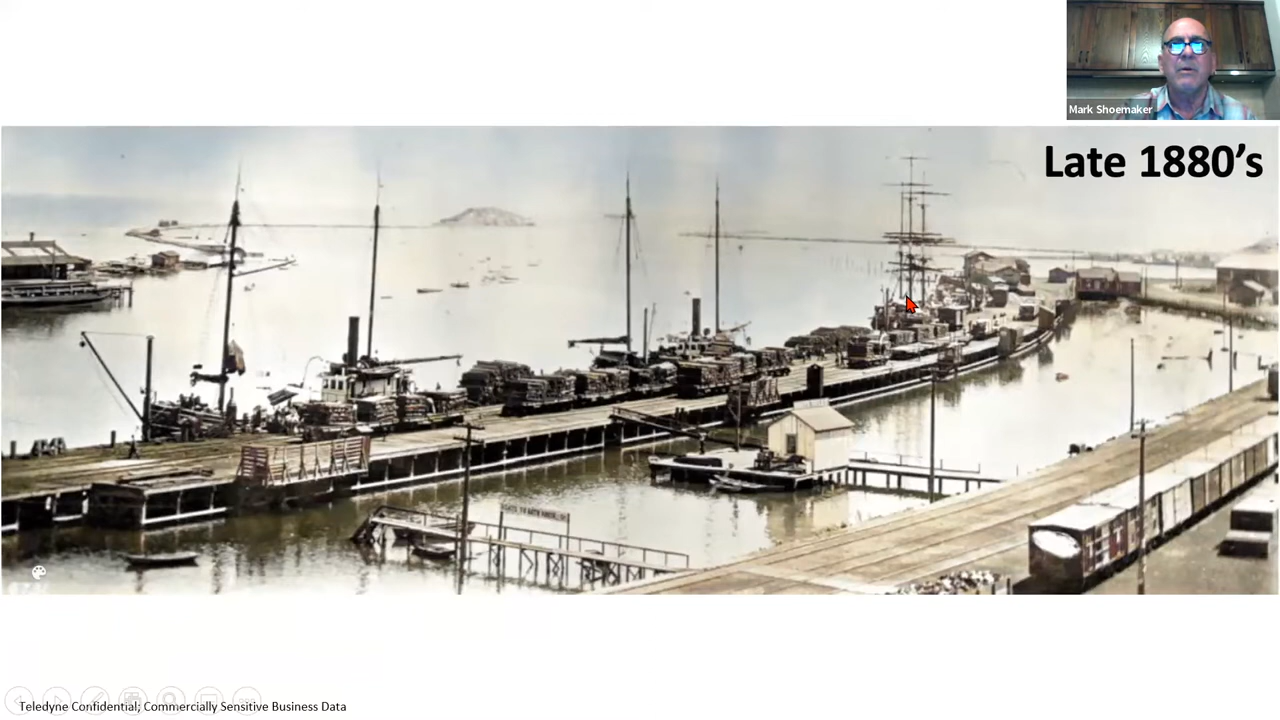 Mark Shoemaker
Late 1880's
Teledyne Confidential; Commercially Sensitive Business Data